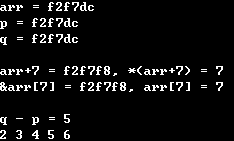 arr = f2f7dc
p = f2f7dc
q = f2f7dc
arr+7 = f2f7f8, *(arr+7) = 7
&arr[7] = f2f7f8, arr[7] = 7
q - p = 5
2 3 4 5 6